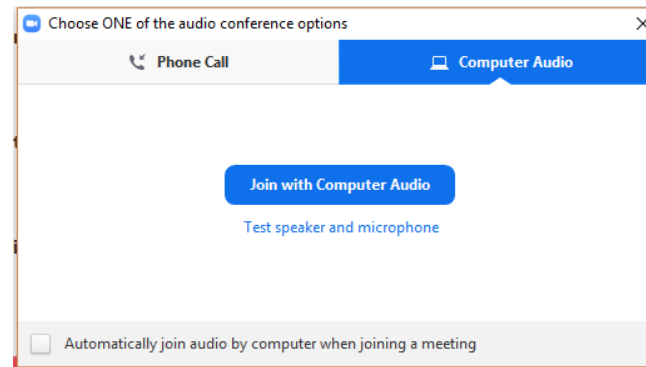 Choose ONE of the audio conference options
Phone Call
Computer Audio
Join with Computer Audio
Test speaker and microphone
Automatically join audio by computer when joining a meeting